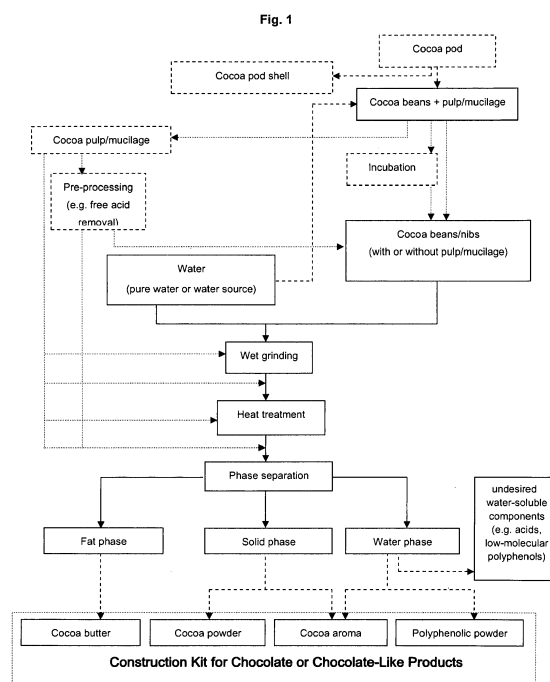 Fig. 1
Cocoa pod
Cocoa pod shell
Cocoa beans + pulp/mucilage
Cocoa pulp/mucilage
Incubation
Pre-processing
(e.g. free acid
removal)
Cocoa beans/nibs
(with or without pulp/mucilage)
Water
(pure water or water source)
Wet grinding
Heat treatment
Phase separation
undesired
water-soluble
components
(e.g. acids,
low-molecular
polyphenols)
Fat phase
Solid phase
Water phase
Cocoa butter
Cocoa powder
Cocoa aroma
Polyphenolic powder
Construction Kit for Chocolate or Chocolate-Like Products